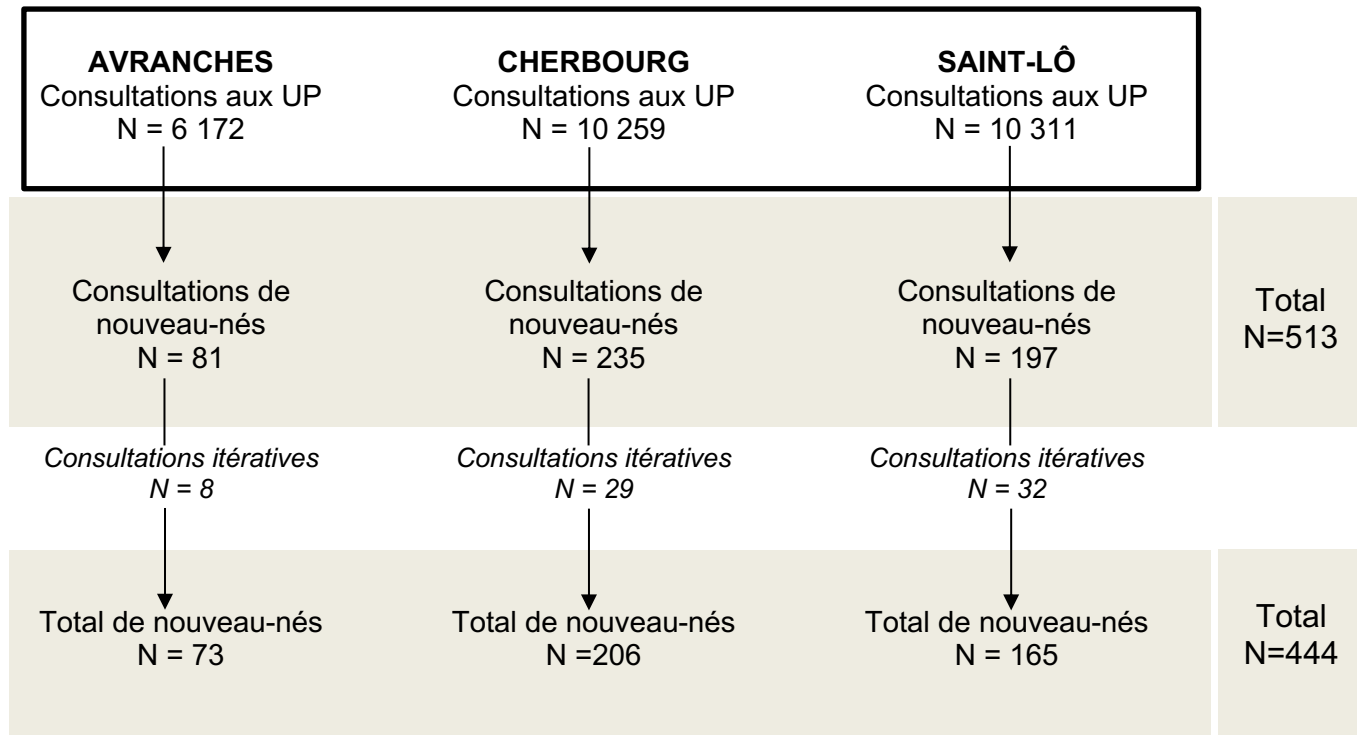 AVRANCHES
Consultations aux UP
N = 6 172
CHERBOURG
Consultations aux UP
N = 10 259
SAINT-LÔ
Consultations aux UP
N = 10 311
Consultations de
nouveau-nés
N = 81
Consultations de
nouveau-nés
N = 235
Consultations de
nouveau-nés
N = 197
Total
N=513
Consultations itératives
N = 8
Consultations itératives
N = 29
Consultations itératives
N = 32
Total de nouveau-nés
N = 73
Total de nouveau-nés
N =206
Total de nouveau-nés
N = 165
Total
N=444